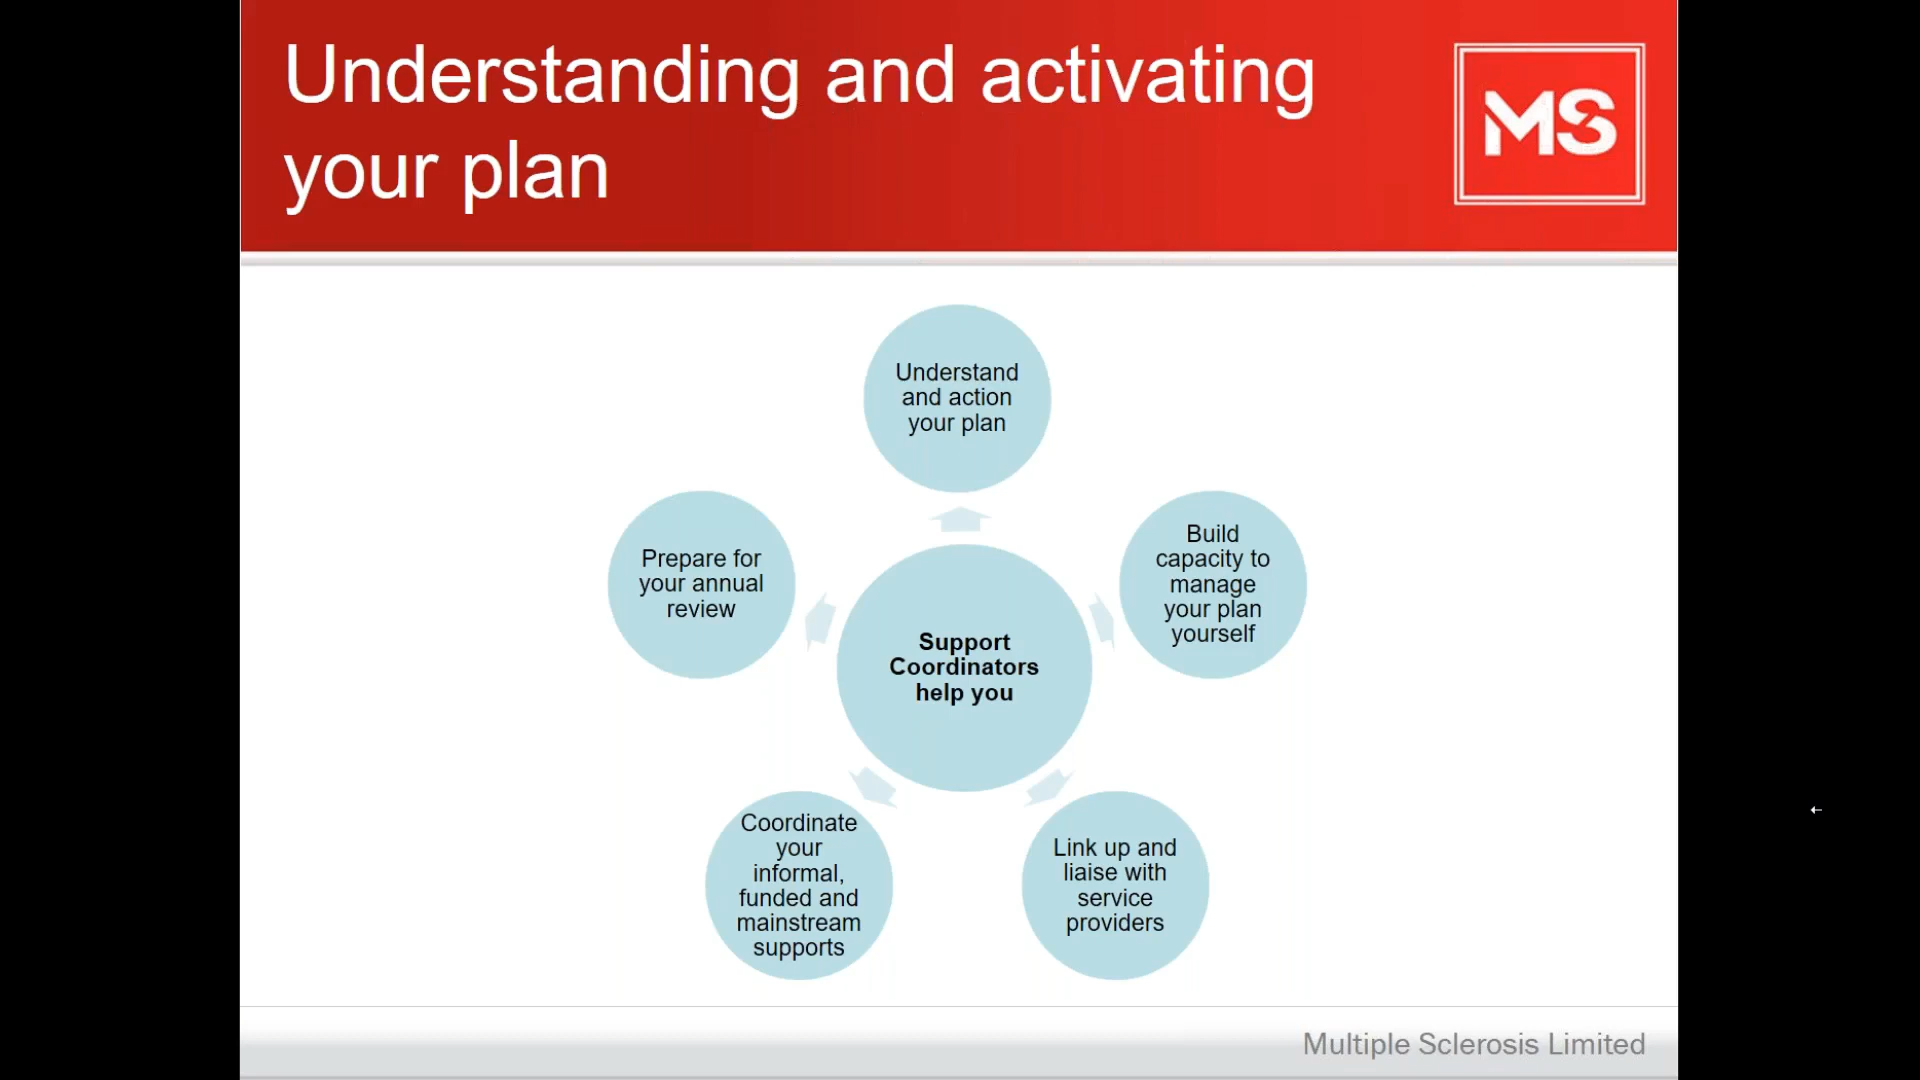 Understanding and activating
your plan
MS
Understand
and action
your plan
Build
capacity to
manage
your plan
yourself
Prepare for
your annual
review
Support
Coordinators
help you
Coordinate
your
informal,
funded and
mainstream
supports
Link up and
liaise with
service
providers
Multiple Sclerosis Limited